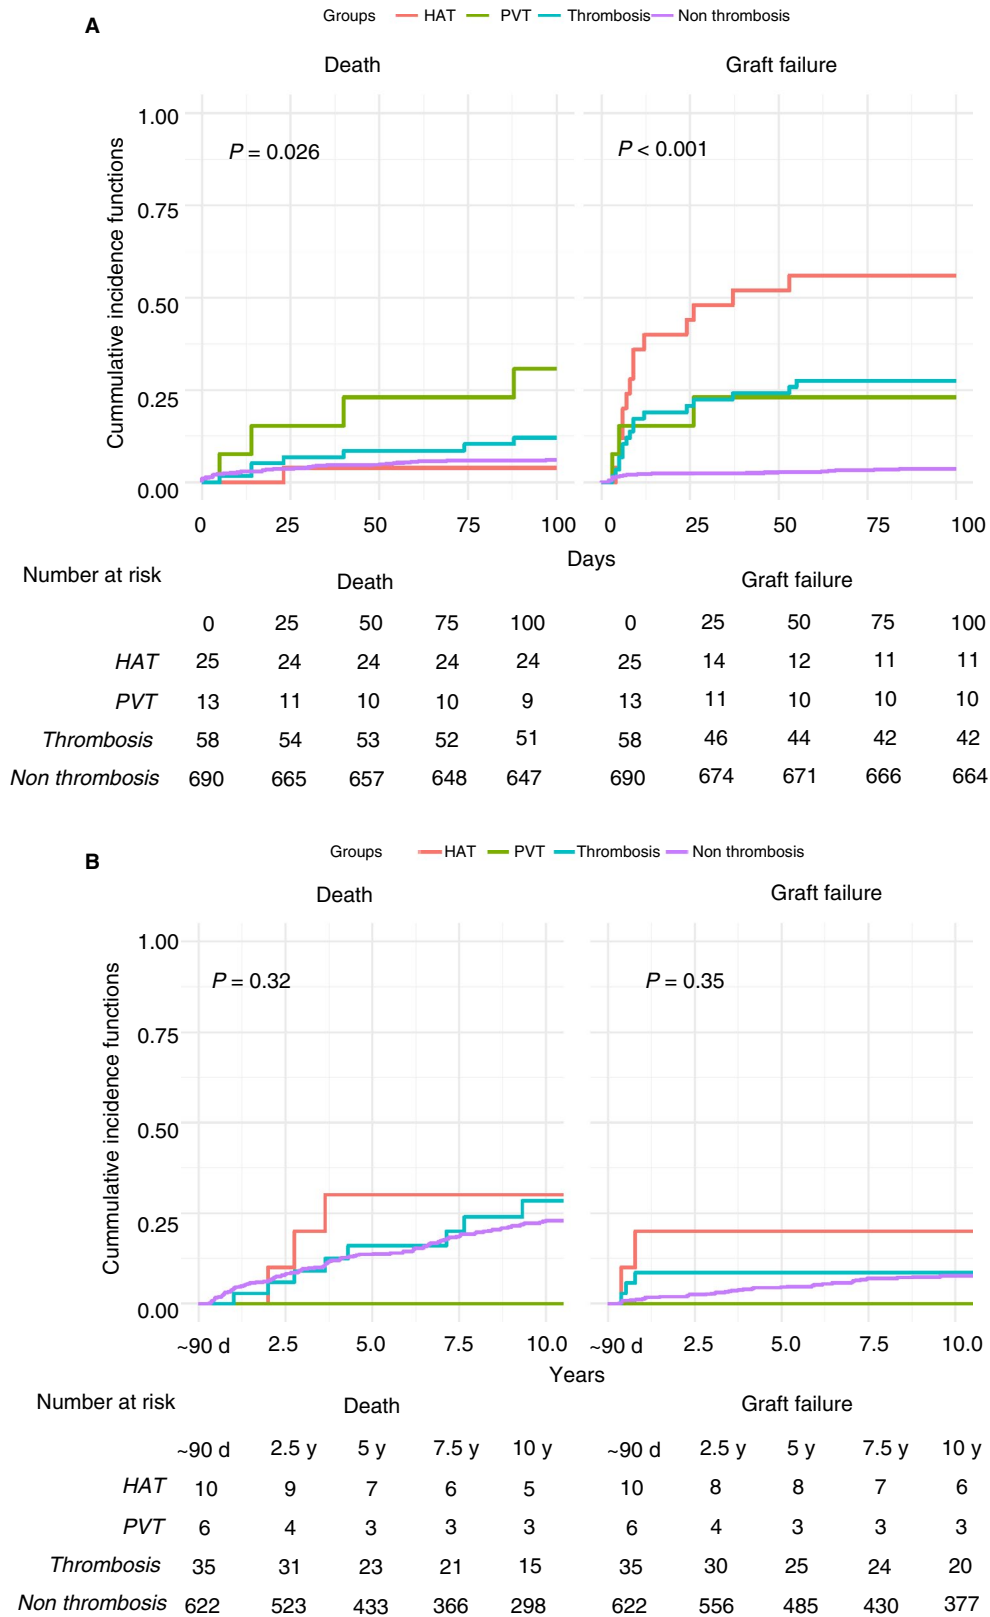 A
Groups HAT PVT Thrombosis Non thrombosis
Death Graft failure
Cummulative incidence functions
1.00
0.75
0.50
0.25
0.00
P = 0.026
P < 0.001
0 25 50 75 100 0 25 50 75 100
Days
Number at risk
Death Graft failure
0 25 50 75 100 0 25 50 75 100
HAT 25 24 24 24 24 25 14 12 11 11
PVT 13 11 10 10 9 13 11 10 10 10
Thrombosis 58 54 53 52 51 58 46 44 42 42
Non thrombosis 690 665 657 648 647 690 674 671 666 664
B
Groups HAT PVT Thrombosis Non thrombosis
Death Graft failure
Cummulative incidence functions
1.00
0.75
0.50
0.25
0.00
P = 0.32
P = 0.35
~90 d 2.5 5.0 7.5 10.0 ~90 d 2.5 5.0 7.5 10.0
Years
Number at risk
Death Graft failure
~90 d 2.5 y 5 y 7.5 y 10 y ~90 d 2.5 y 5 y 7.5 y 10 y
HAT 10 9 7 6 5 10 8 8 7 6
PVT 6 4 3 3 3 6 4 3 3 3
Thrombosis 35 31 23 21 15 35 30 25 24 20
Non thrombosis 622 523 433 366 298 622 556 485 430 377